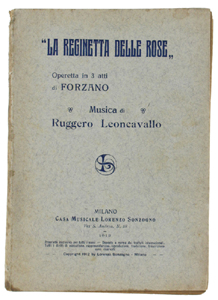 "LA REGINETTA DELLE ROSE„
Operetta in 3 atti
di FORZANO
Musica di
Ruggero Leoncavallo
MILANO
CASA MUSICALE LORENZO SONZOGNO
1912